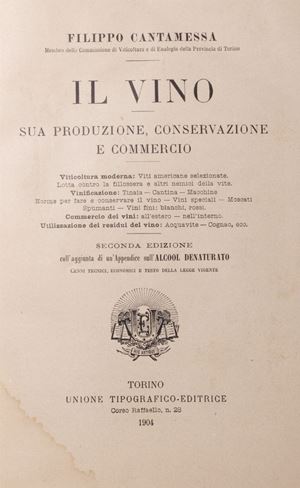 FILIPPO CANTAMESSA
Membro della Commissione di Viticoltura e di Enologia della Provincia di Torino
IL VINO
SUA PRODUZIONE, CONSERVAZIONE
E COMMERCIO
Viticoltura moderna: Viti americane selezionate.
Lotta contro la fillossera e altri nemici della vite.
Vinificazione: Tinaia — Cantina — Macchine
Norme per fare e conservare il vino — Vini speciali — Moscati
Spumanti — Vini fini: bianchi, rossi.
Commercio dei vini: all'estero — nell'interno.
Utilizzazione dei residui del vino: Acquavite — Cognac, ecc.
SECONDA EDIZIONE
coll'aggiunta di un'Appendice sull'ALCOOL DENATURATO
CENNI TECNICI, ECONOMICI E TESTO DELLA LEGGE VIGENTE
TORINO
UNIONE TIPOGRAFICO-EDITRICE
Corso Raffaello, n. 28
1904